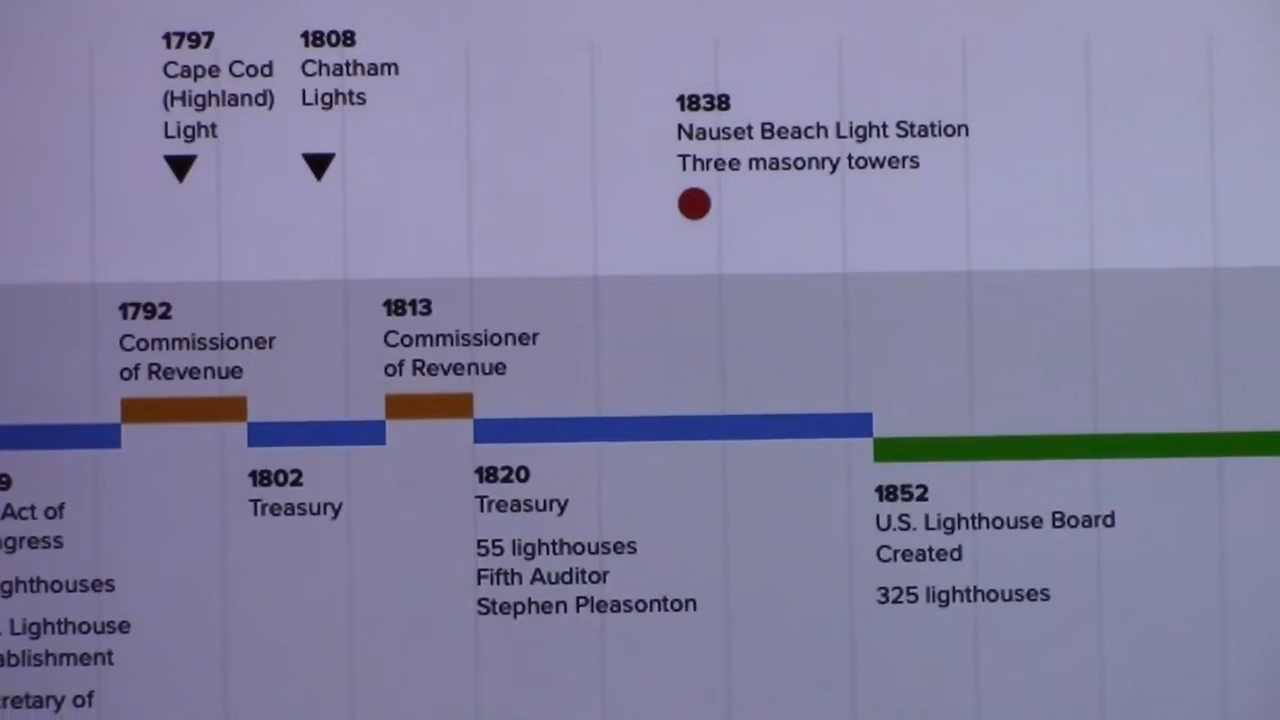 1797
Cape Cod
(Highland)
Light
1808
Chatham
Lights
1838
Nauset Beach Light Station
Three masonry towers
1792
Commissioner
of Revenue
1813
Commissioner
of Revenue
9
Act of
gress
ghthouses
. Lighthouse
ablishment
cretary of
1802
Treasury
1820
Treasury
55 lighthouses
Fifth Auditor
Stephen Pleasonton
1852
U.S. Lighthouse Board
Created
325 lighthouses